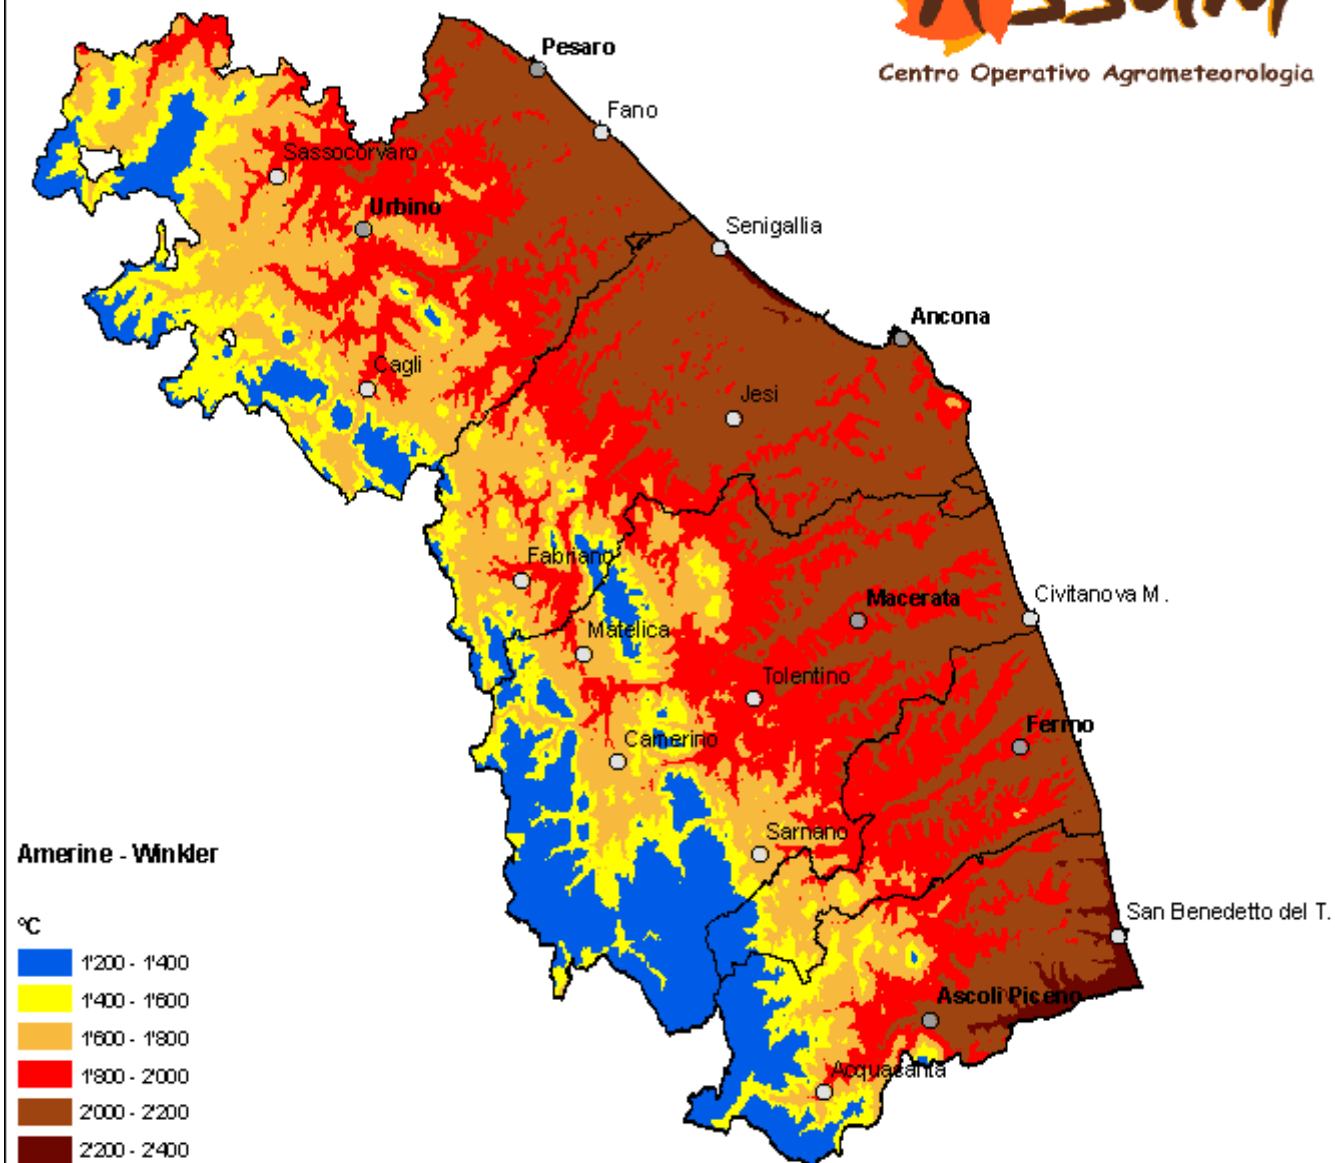 Centro Operativo Agrometeorologia
Pesaro
Fano
Sassocorvaro
Urbino
Senigallia
Ancona
Cagli
Jesi
Fabriano
Civitanova M.
Macerata
Matelica
Tolentino
Fermo
Camerino
Sarnano
San Benedetto del T.
Ascoli Piceno
Acquasanta
Amerine - Winkler
°C
1'200 - 1'400
1'400 - 1'600
1'600 - 1'800
1'800 - 2'000
2'000 - 2'200
2'200 - 2'400